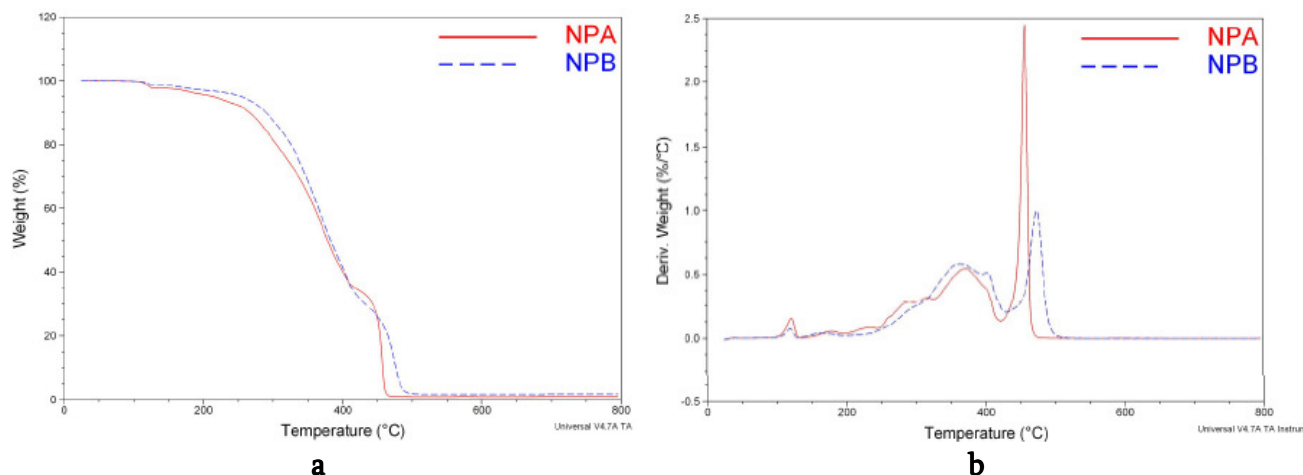 120
100
80
60
40
20
0
0
200
400
600
800
Weight (%)
Temperature (°C)
Universal V4.7A TA
NPA
NPB
a
2.5
2.0
1.5
1.0
0.5
0.0
-0.5
0
200
400
600
800
Deriv. Weight (%/°C)
Temperature (°C)
Universal V4.7A TA Instrum
NPA
NPB
b